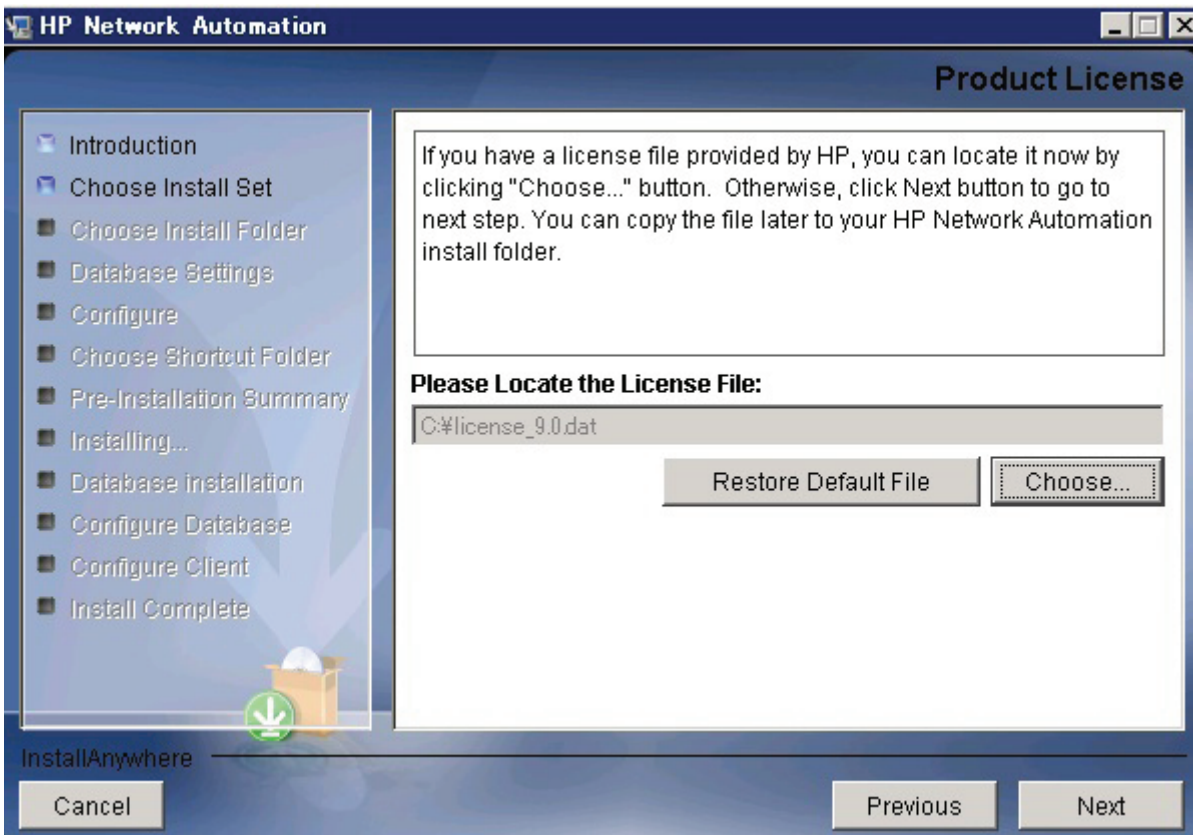 HP Network Automation
Product License
Introduction
Choose Install Set
Choose Install Folder
Database Settings
Configure
Choose Shortcut Folder
Pre-Installation Summary
Installing...
Database installation
Configure Database
Configure Client
Install Complete
If you have a license file provided by HP, you can locate it now by
clicking "Choose..." button.  Otherwise, click Next button to go to
next step. You can copy the file later to your HP Network Automation
install folder.
Please Locate the License File:
C:¥license_9.0.dat
Restore Default File
Choose...
InstallAnywhere
Cancel
Previous
Next